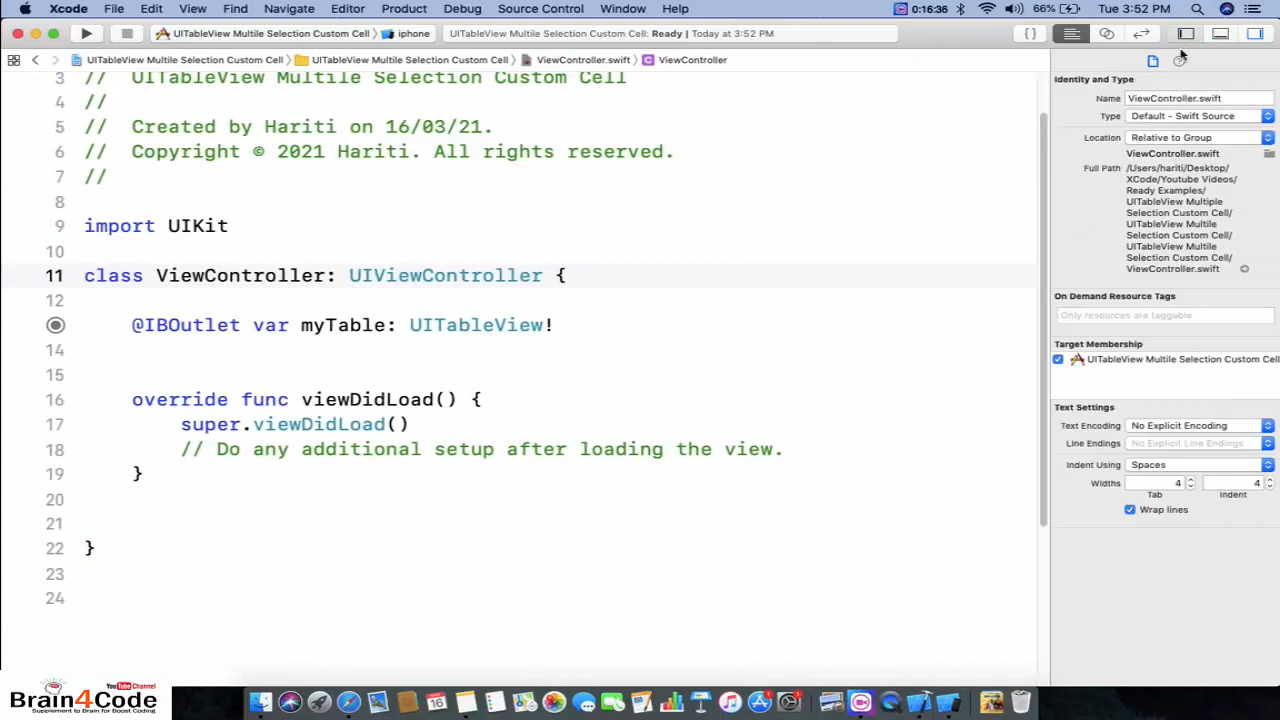 Xcode File Edit View Find Navigate Editor Product Debug Source Control Window Help 0:16:36 66% Tue 3:52 PM
UITableView Multile Selection Custom Cell iphone UITableView Multile Selection Custom Cell: Ready | Today at 3:52 PM { }
UITableView Multile Selection Custom Cell UITableView Multile Selection Custom Cell ViewController.swift C ViewController
3 // UITableView Multile Selection Custom Cell
4 //
5 // Created by Hariti on 16/03/21.
6 // Copyright © 2021 Hariti. All rights reserved.
7 //
8
9 import UIKit
10
11 class ViewController: UIViewController {
12
@IBOutlet var myTable: UITableView!
14
15
16 override func viewDidLoad() {
17 super.viewDidLoad()
18 // Do any additional setup after loading the view.
19 }
20
21
22 }
23
24
Identity and Type
Name ViewController.swift
Type Default - Swift Source
Location Relative to Group
ViewController.swift
Full Path /Users/hariti/Desktop/
XCode/Youtube Videos/
Ready Examples/
UITableView Multiple
Selection Custom Cell/
UITableView Multile
Selection Custom Cell/
UITableView Multile
Selection Custom Cell/
ViewController.swift
On Demand Resource Tags
Only resources are taggable
Target Membership
UITableView Multile Selection Custom Cell
Text Settings
Text Encoding No Explicit Encoding
Line Endings No Explicit Line Endings
Indent Using Spaces
Widths 4 4
Tab Indent
Wrap lines
YouTube Channel
Brain4Code
Supplement to Brain for Boost Coding
16